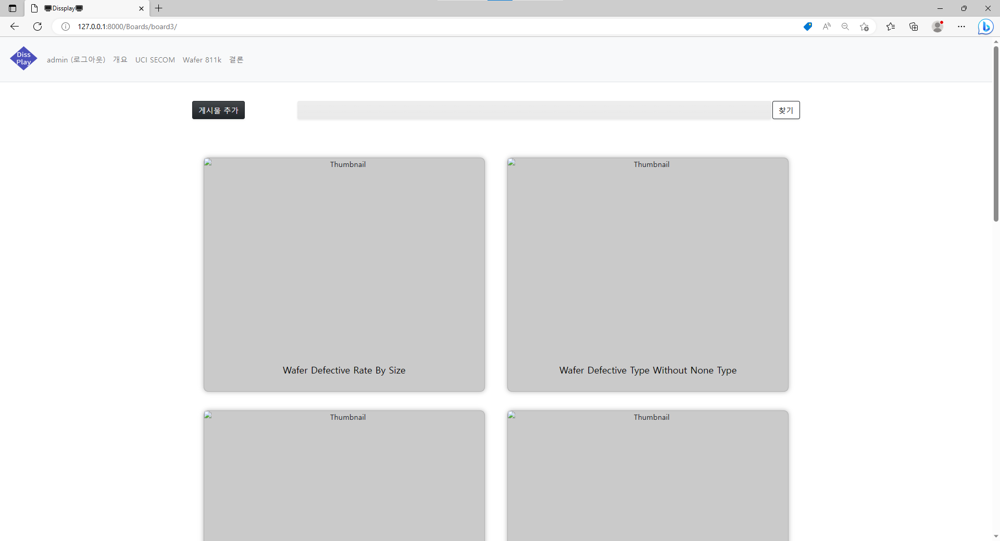 🖥Dissplay🖥
127.0.0.1:8000/Boards/board3/
Diss
Play
admin (로그아웃) 개요 UCI SECOM Wafer 811k 결론
게시물 추가
찾기
Thumbnail Thumbnail
Wafer Defective Rate By Size Wafer Defective Type Without None Type
Thumbnail Thumbnail